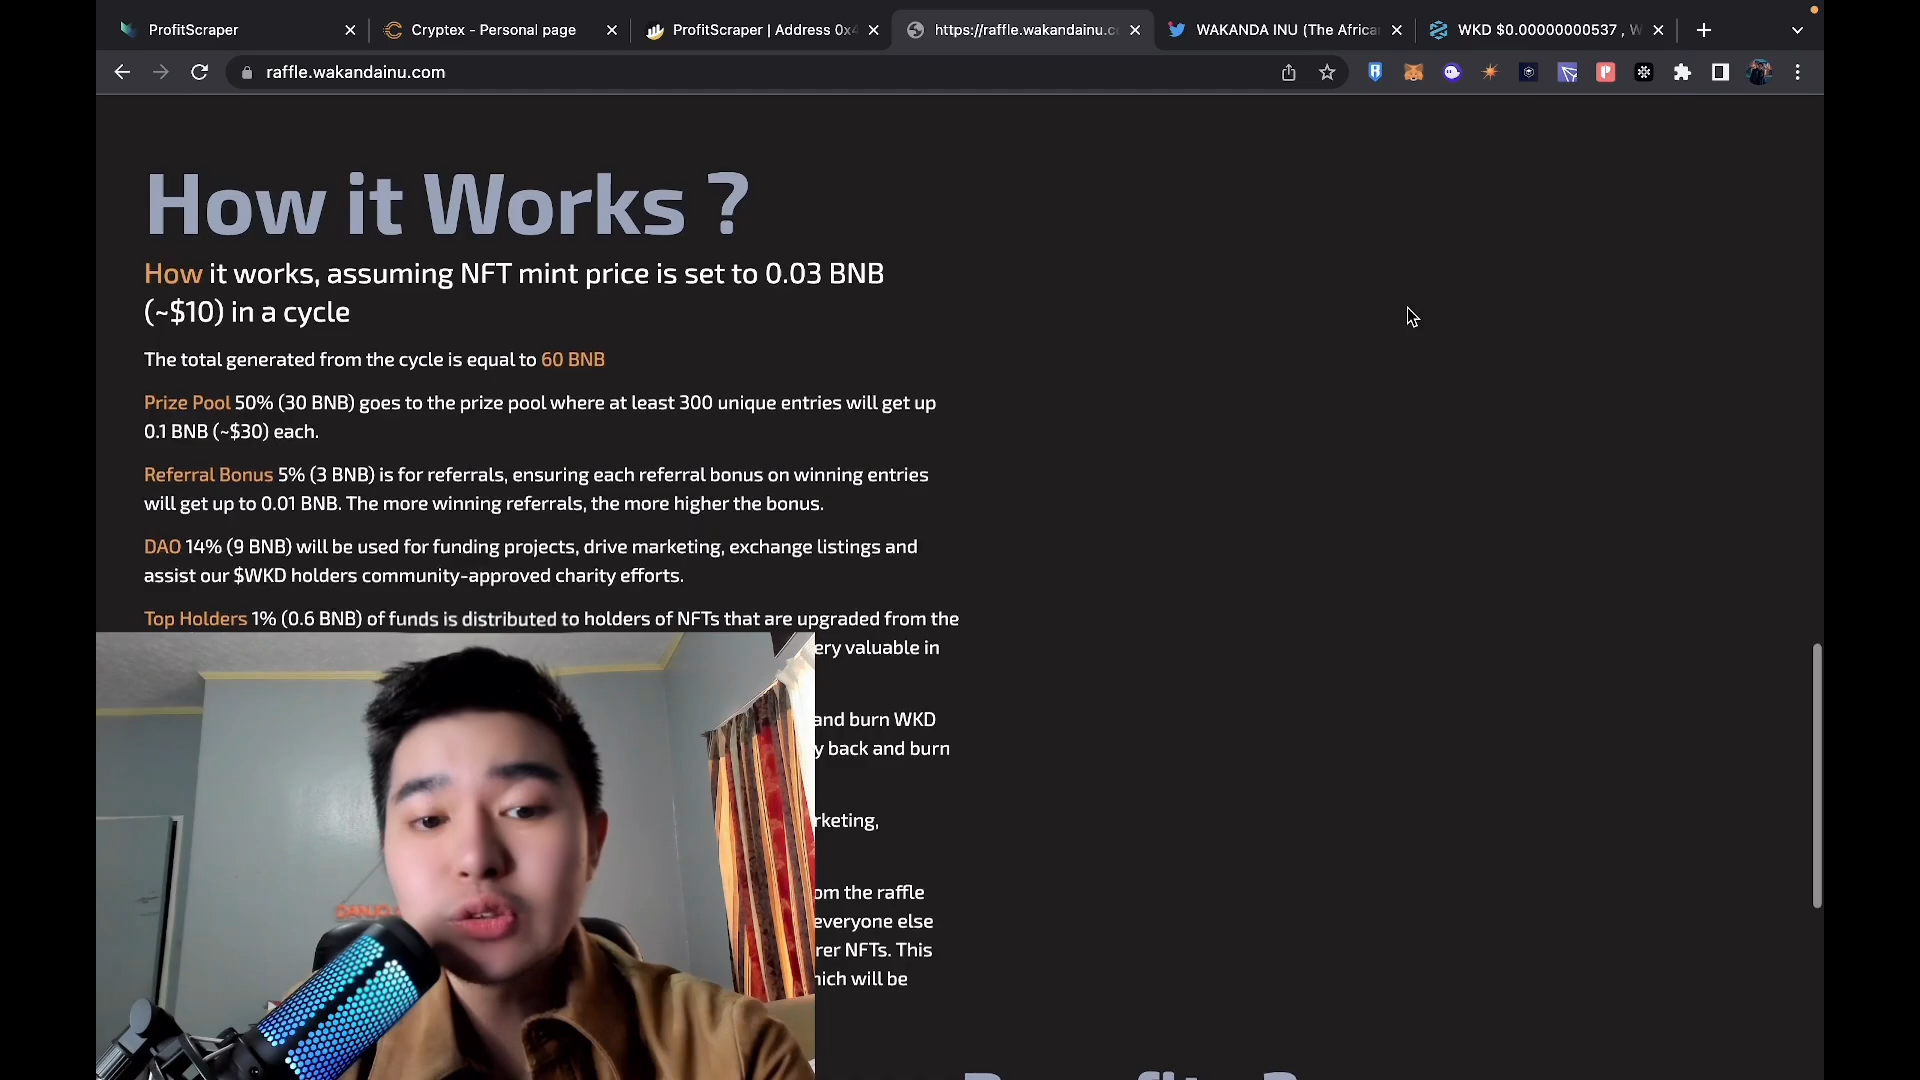 ProfitScraper
Cryptex - Personal page
ProfitScraper | Address 0x4
https://raffle.wakandainu.c
WAKANDA INU (The Africa
WKD $0.00000000537 , W
raffle.wakandainu.com
How it Works ?
How it works, assuming NFT mint price is set to 0.03 BNB
(~$10) in a cycle
The total generated from the cycle is equal to 60 BNB
Prize Pool 50% (30 BNB) goes to the prize pool where at least 300 unique entries will get up
0.1 BNB (~$30) each.
Referral Bonus 5% (3 BNB) is for referrals, ensuring each referral bonus on winning entries
will get up to 0.01 BNB. The more winning referrals, the more higher the bonus.
DAO 14% (9 BNB) will be used for funding projects, drive marketing, exchange listings and
assist our $WKD holders community-approved charity efforts.
Top Holders 1% (0.6 BNB) of funds is distributed to holders of NFTs that are upgraded from the
ery valuable in
and burn WKD
y back and burn
rketing,
om the raffle
everyone else
rer NFTs. This
hich will be